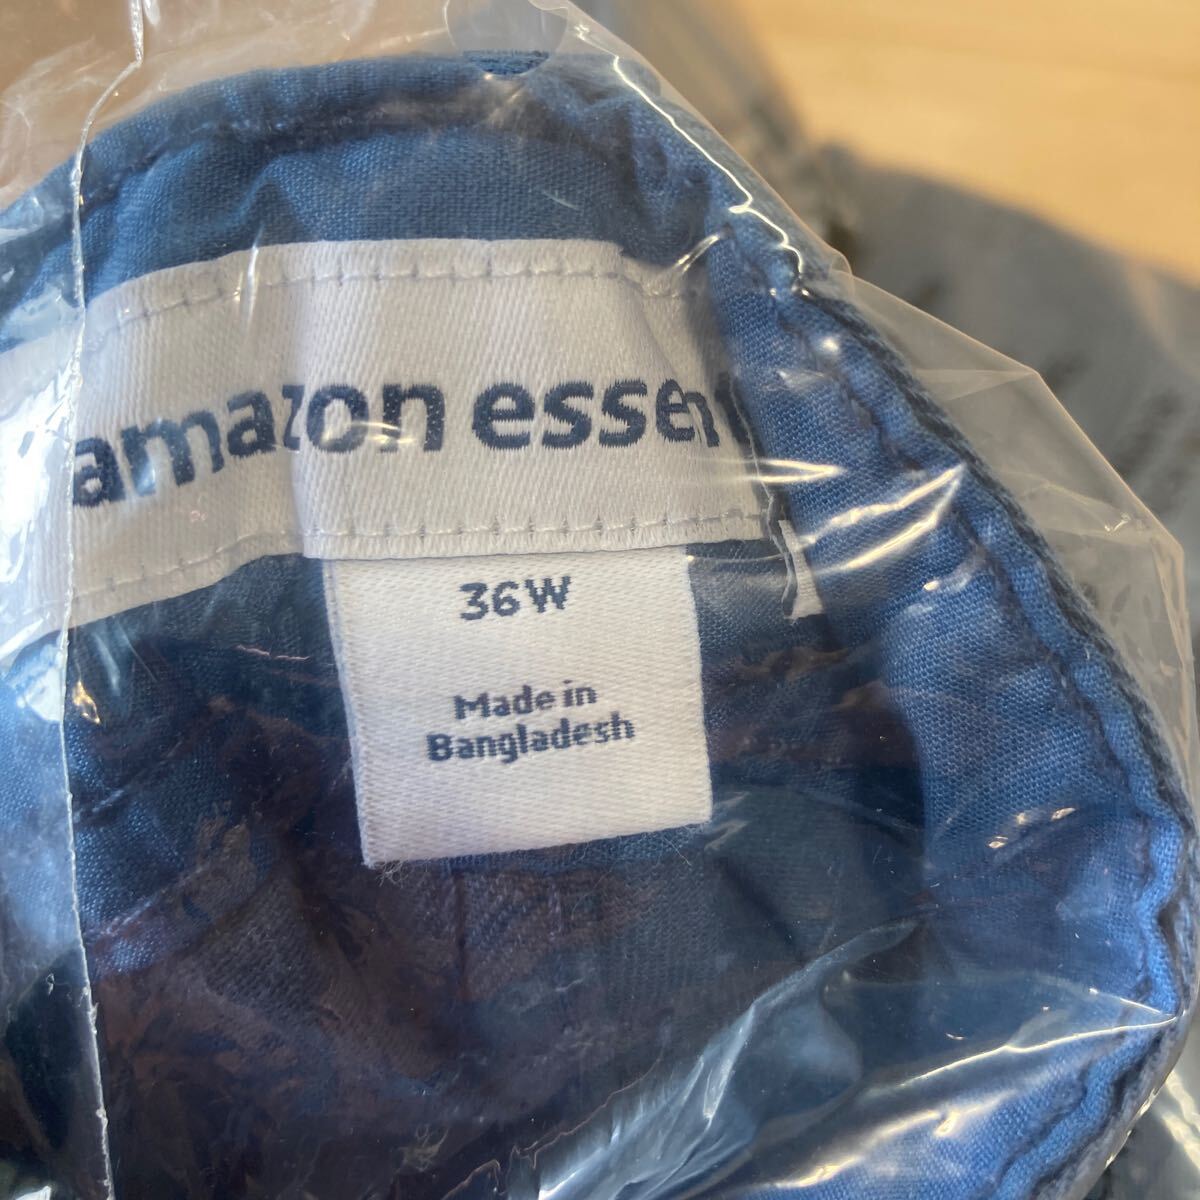 amazon essent
36W
Made in
Bangladesh